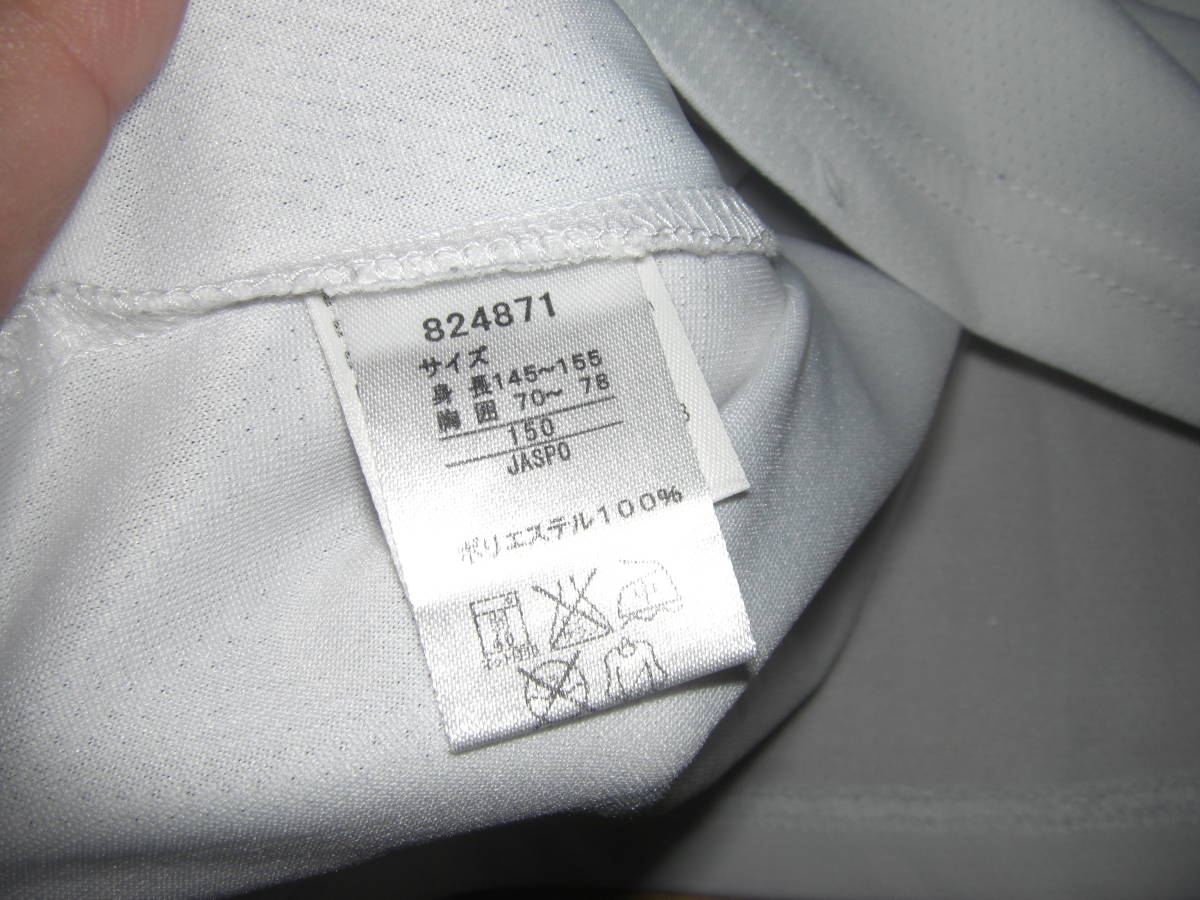 824871
サイズ
身長145~155
胸囲 70~ 78
150
JASPO
ポリエステル100%